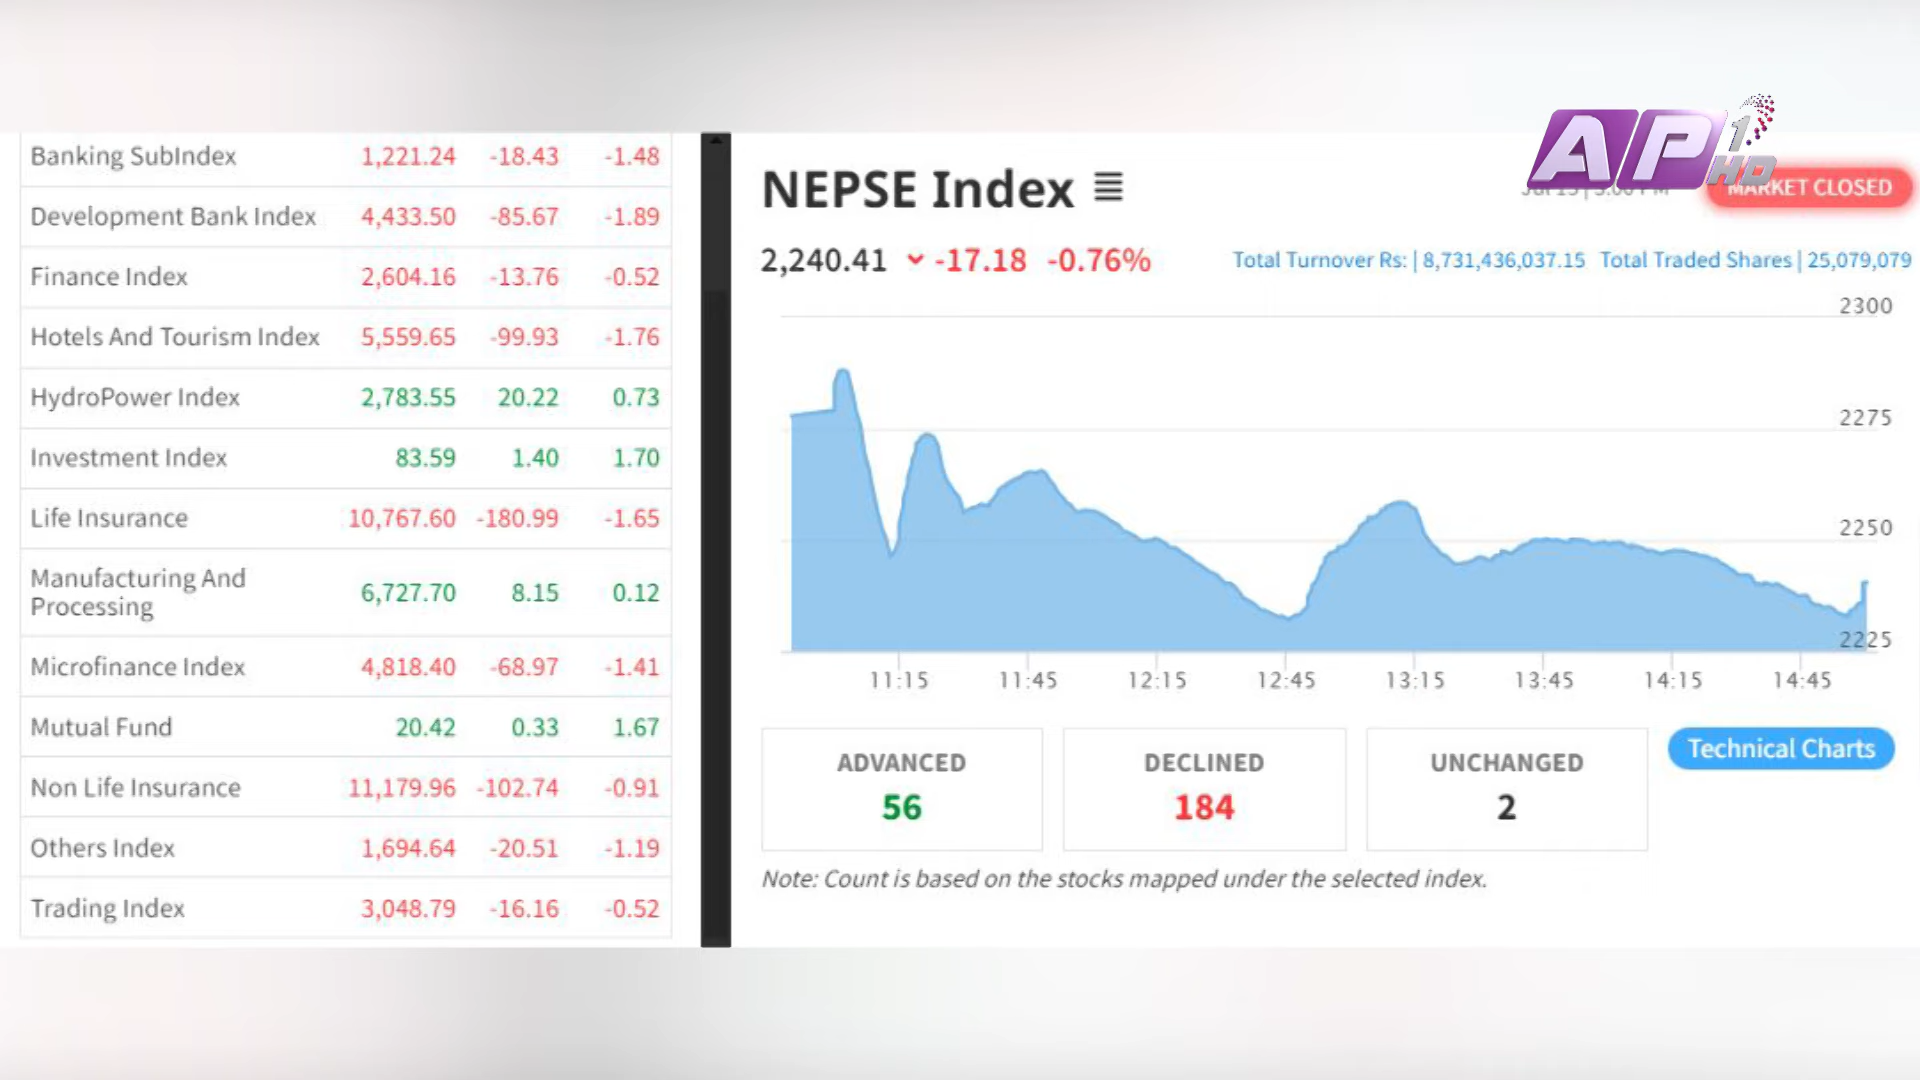 Banking SubIndex 1,221.24 -18.43 -1.48
Development Bank Index 4,433.50 -85.67 -1.89
Finance Index 2,604.16 -13.76 -0.52
Hotels And Tourism Index 5,559.65 -99.93 -1.76
HydroPower Index 2,783.55 20.22 0.73
Investment Index 83.59 1.40 1.70
Life Insurance 10,767.60 -180.99 -1.65
Manufacturing And
Processing 6,727.70 8.15 0.12
Microfinance Index 4,818.40 -68.97 -1.41
Mutual Fund 20.42 0.33 1.67
Non Life Insurance 11,179.96 -102.74 -0.91
Others Index 1,694.64 -20.51 -1.19
Trading Index 3,048.79 -16.16 -0.52
AP1 HD
NEPSE Index
MARKET CLOSED
2,240.41 -17.18 -0.76%
Total Turnover Rs: | 8,731,436,037.15 Total Traded Shares | 25,079,079
2300
2275
2250
2225
11:15 11:45 12:15 12:45 13:15 13:45 14:15 14:45
ADVANCED DECLINED UNCHANGED
56 184 2
Technical Charts
Note: Count is based on the stocks mapped under the selected index.